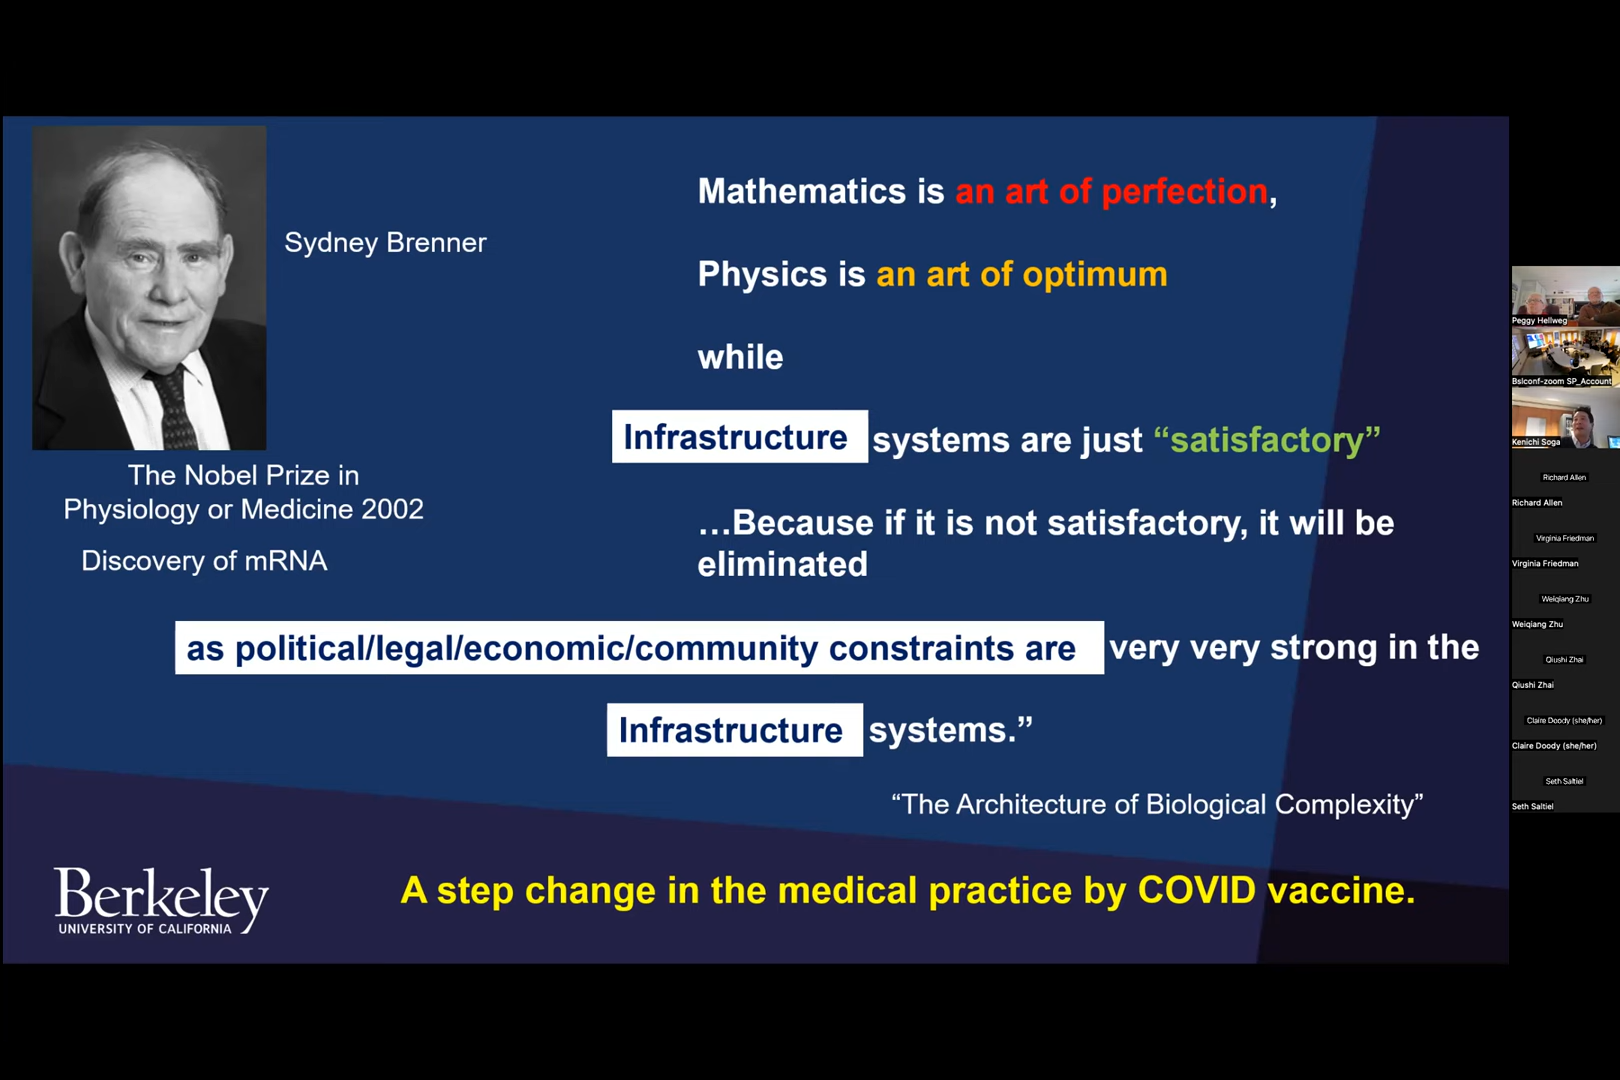 Sydney Brenner
The Nobel Prize in
Physiology or Medicine 2002
Discovery of mRNA
Mathematics is an art of perfection,
Physics is an art of optimum
while
Infrastructure systems are just “satisfactory”
…Because if it is not satisfactory, it will be
eliminated
as political/legal/economic/community constraints are very very strong in the
Infrastructure systems.”
“The Architecture of Biological Complexity”
A step change in the medical practice by COVID vaccine.
Berkeley
UNIVERSITY OF CALIFORNIA
Peggy Hellweg
Bslconf-zoom SP_Account
Kenichi Soga
Richard Allen
Richard Allen
Virginia Friedman
Virginia Friedman
Weiqiang Zhu
Weiqiang Zhu
Qiushi Zhai
Qiushi Zhai
Claire Doody (she/her)
Claire Doody (she/her)
Seth Saltiel
Seth Saltiel